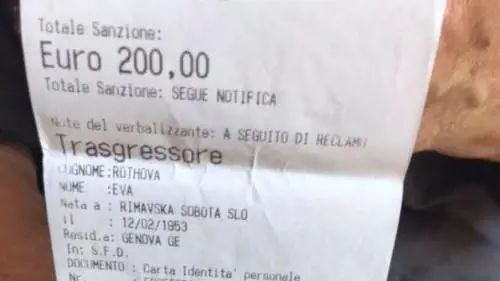 Totale Sanzione:
Euro 200,00
Totale Sanzione: SEGUE NOTIFICA
Note del verbalizzante: A SEGUITO DI RECLAMO
Trasgressore
COGNOME :ROTHOVA
NOME :EVA
Nata a : RIMAVSKA SOBOTA SLO
il : 12/02/1953
Resid.a: GENOVA GE
In: S.F.D.
DOCUMENTO : Carta Identita' personale
Nr.